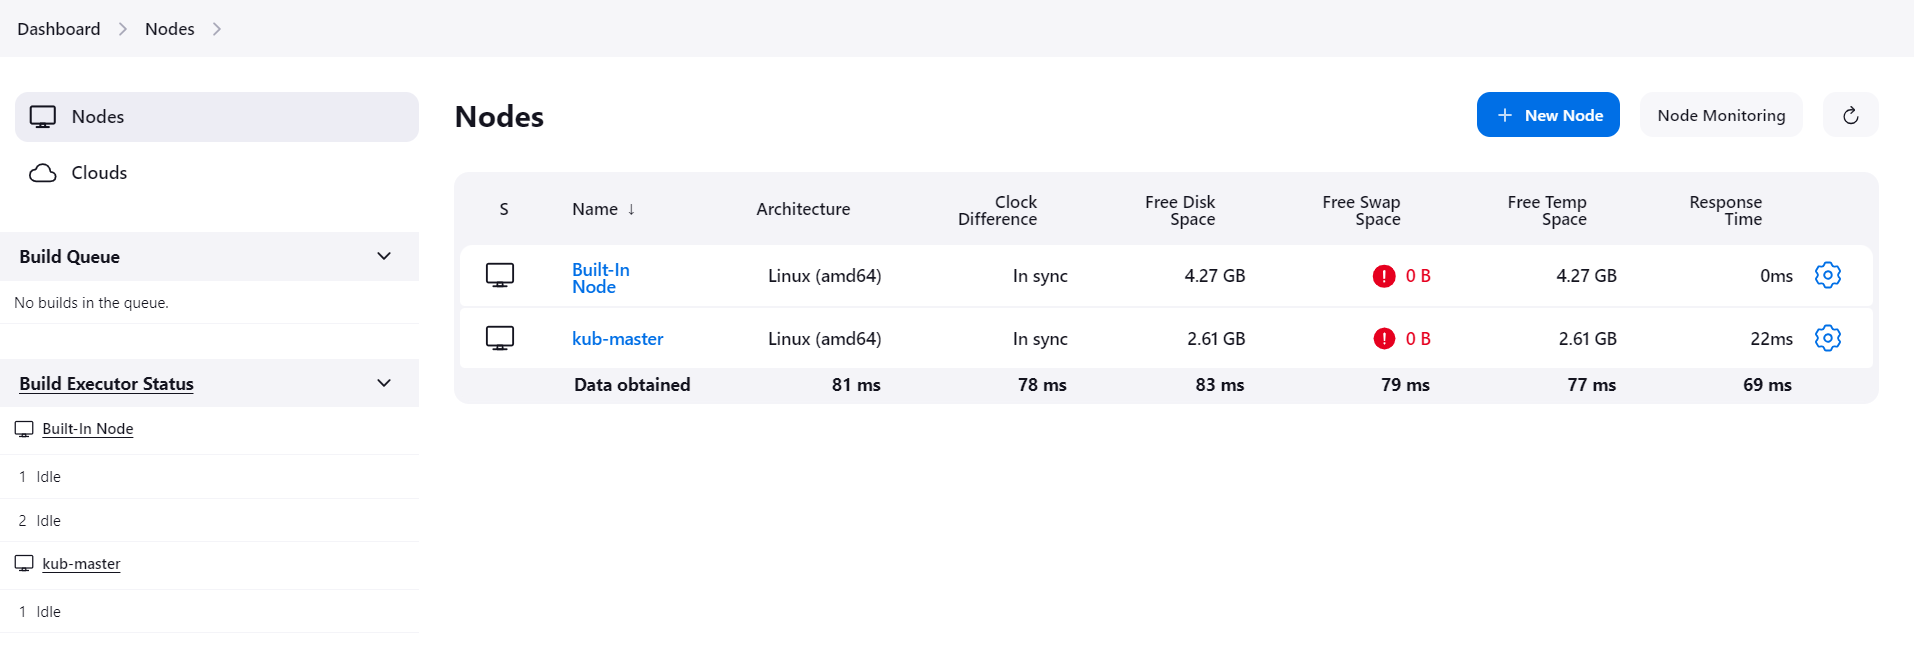 Dashboard
Nodes
Nodes
Clouds
Build Queue
No builds in the queue.
Build Executor Status
Built-In Node
1 Idle
2 Idle
kub-master
1 Idle
Nodes
+ New Node
Node Monitoring
S Name ↓ Architecture Clock Difference Free Disk Space Free Swap Space Free Temp Space Response Time
Built-In Node Linux (amd64) In sync 4.27 GB 0 B 4.27 GB 0ms
kub-master Linux (amd64) In sync 2.61 GB 0 B 2.61 GB 22ms
Data obtained 81 ms 78 ms 83 ms 79 ms 77 ms 69 ms